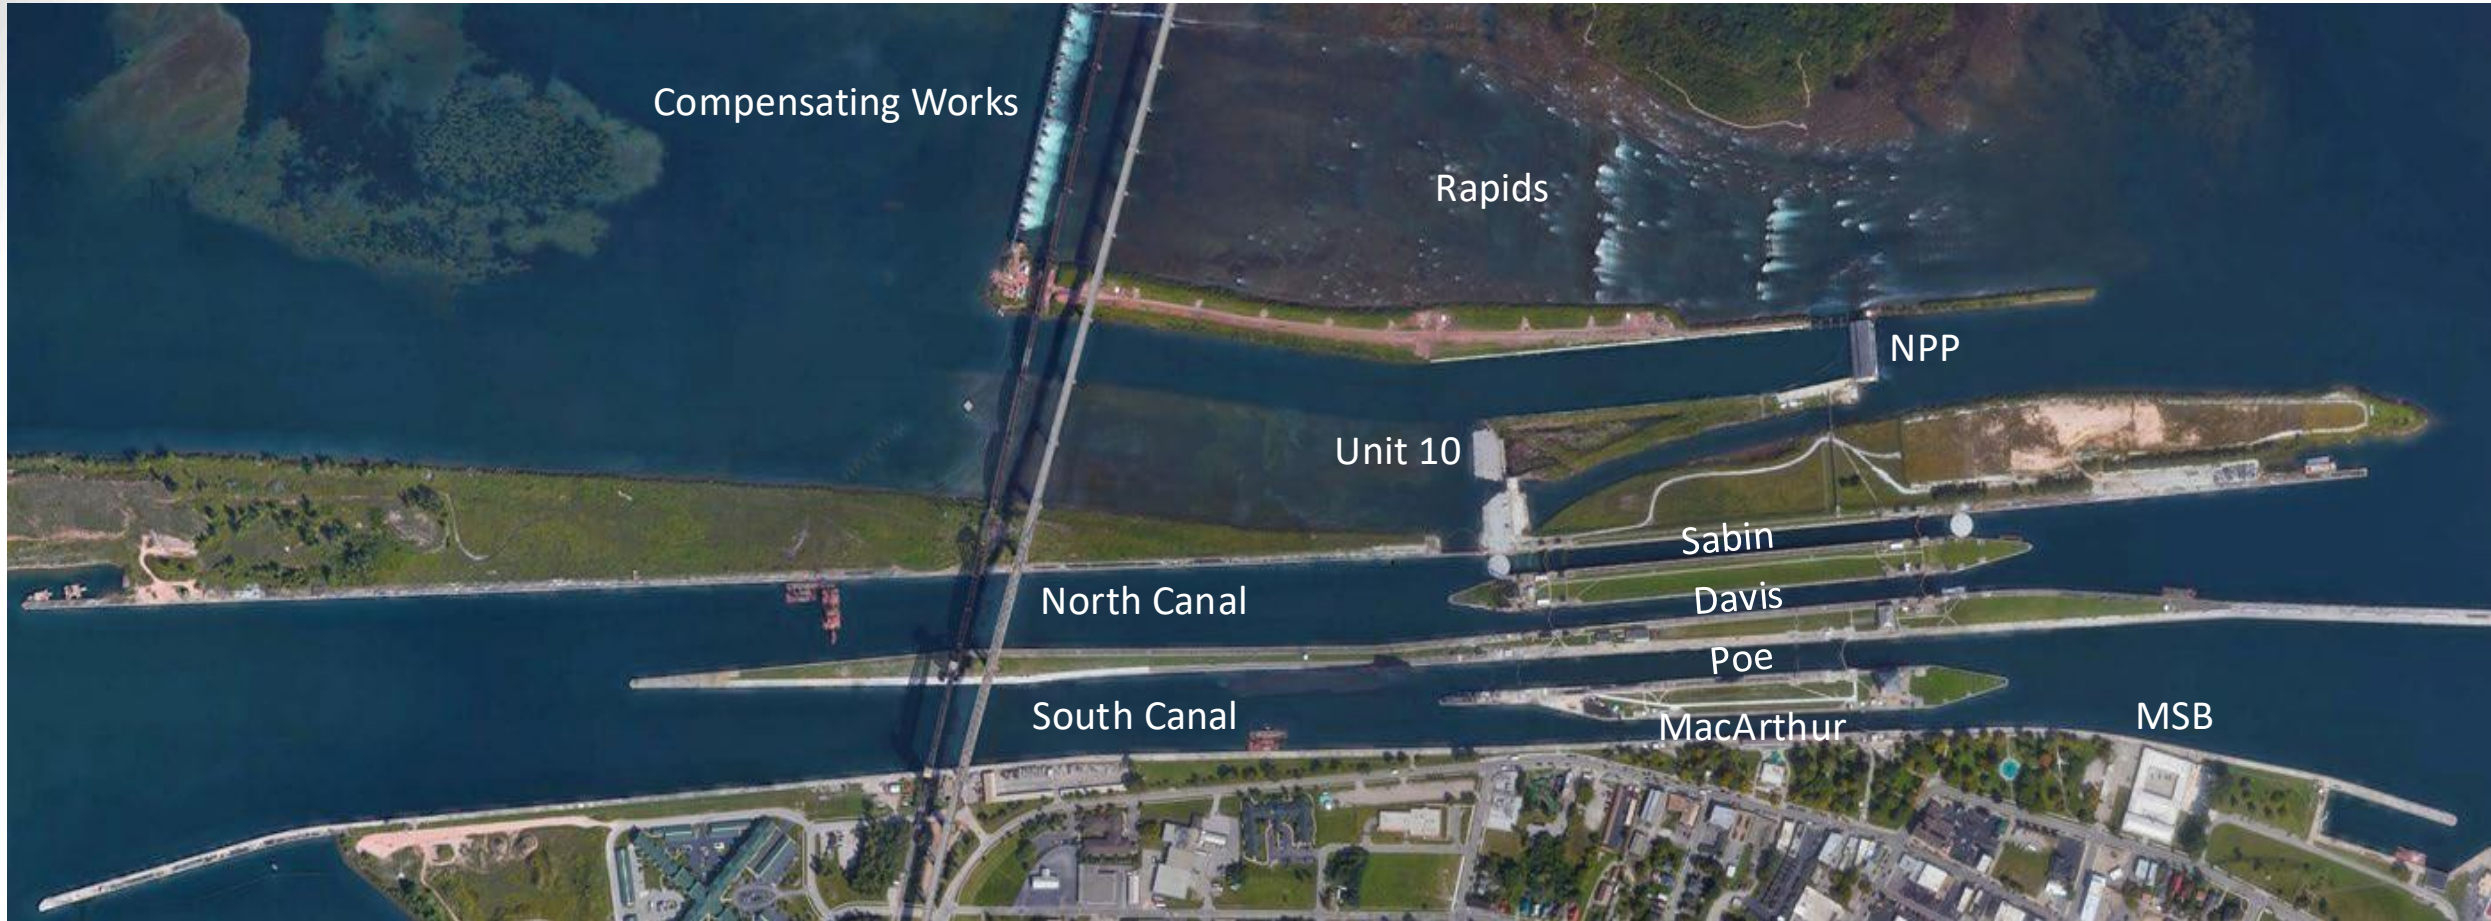 Compensating Works
Rapids
NPP
Unit 10
Sabin
North Canal
Davis
Poe
South Canal
MacArthur
MSB